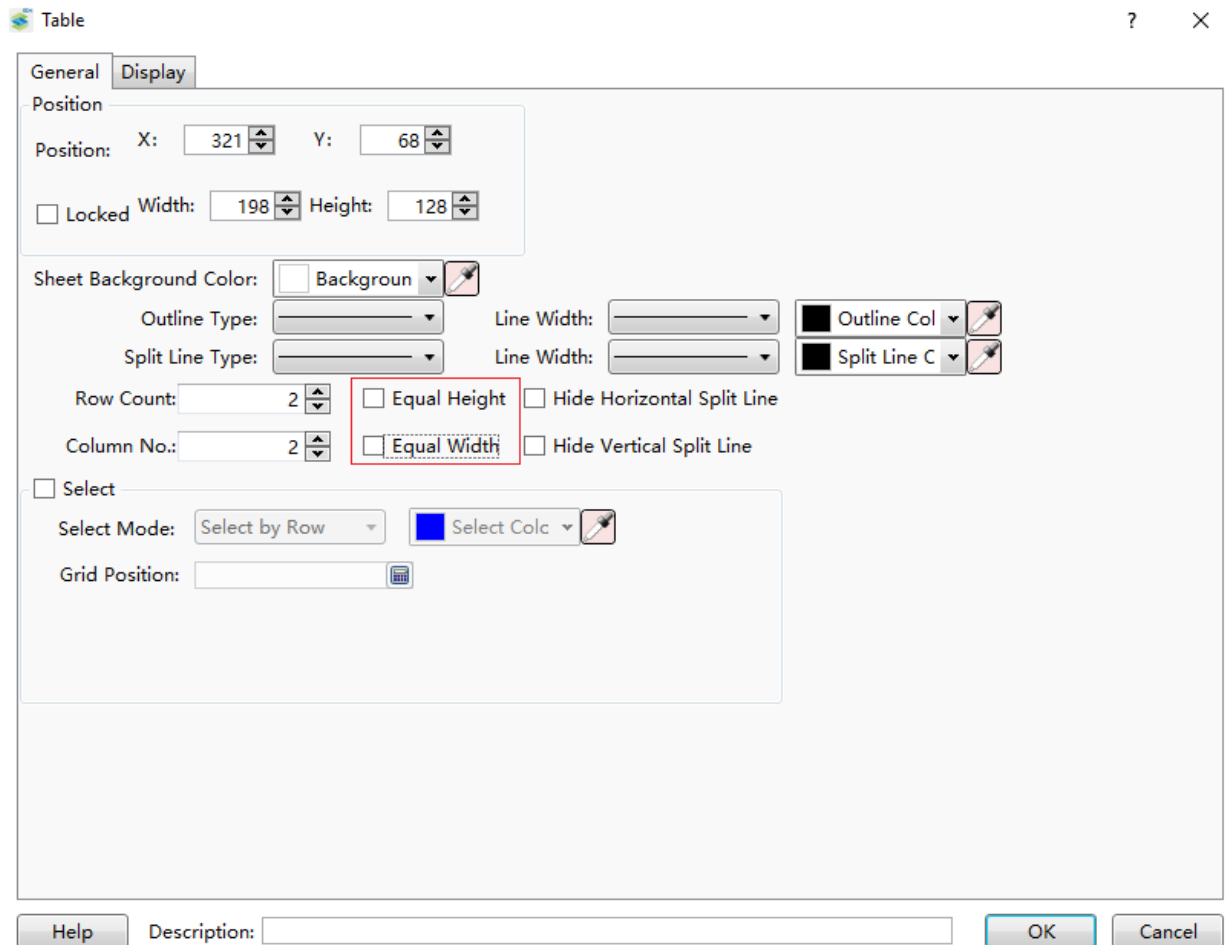 Table ?
General Display
Position
Position: X: 321 Y: 68
Locked Width: 198 Height: 128
Sheet Background Color: Backgroun
Outline Type: Line Width: Outline Col
Split Line Type: Line Width: Split Line C
Row Count: 2 Equal Height Hide Horizontal Split Line
Column No.: 2 Equal Width Hide Vertical Split Line
Select
Select Mode: Select by Row Select Colc
Grid Position:
Help Description: OK Cancel